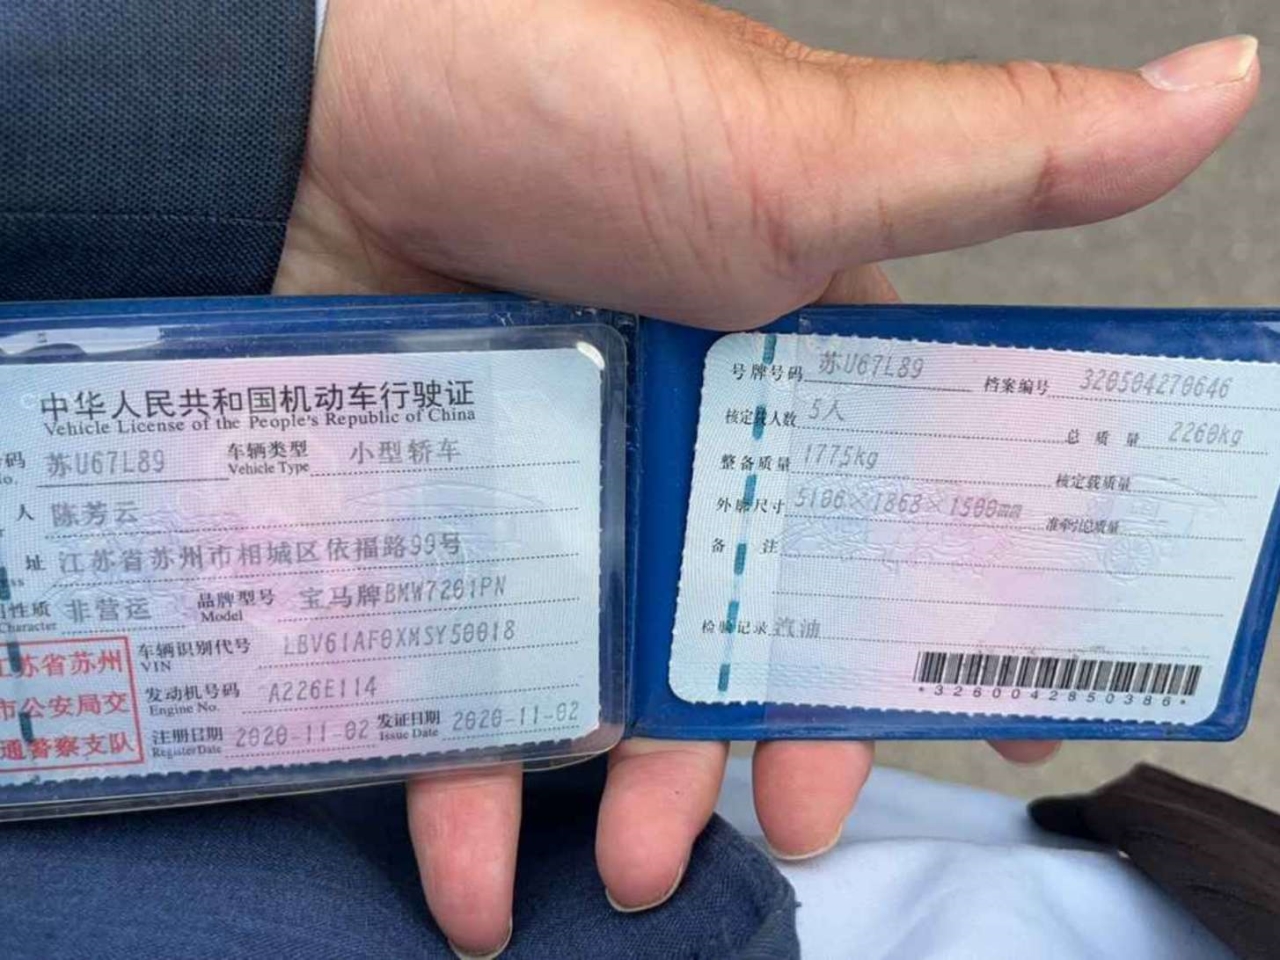 中华人民共和国机动车行驶证
Vehicle License of the People's Republic of China
码 苏U67L89 车辆类型 小型轿车
No. Vehicle Type
人 陈芳云
址 江苏省苏州市相城区依福路99号
性质 非营运 品牌型号 宝马牌BMW7201PN
Character Model
江苏省苏州
市公安局交
通警察支队
车辆识别代号 LBV61AF0XMSY50018
VIN
发动机号码 A226E114
Engine No.
注册日期 2020-11-02 发证日期 2020-11-02
Register Date Issue Date
号牌号码 苏U67L89 档案编号 320504270646
核定载人数 5人 总质量 2260kg
整备质量 1775kg 核定载质量
外廓尺寸 5106×1868×1500mm 准牵引总质量
备注
检验记录 汽油
*3260042850386*